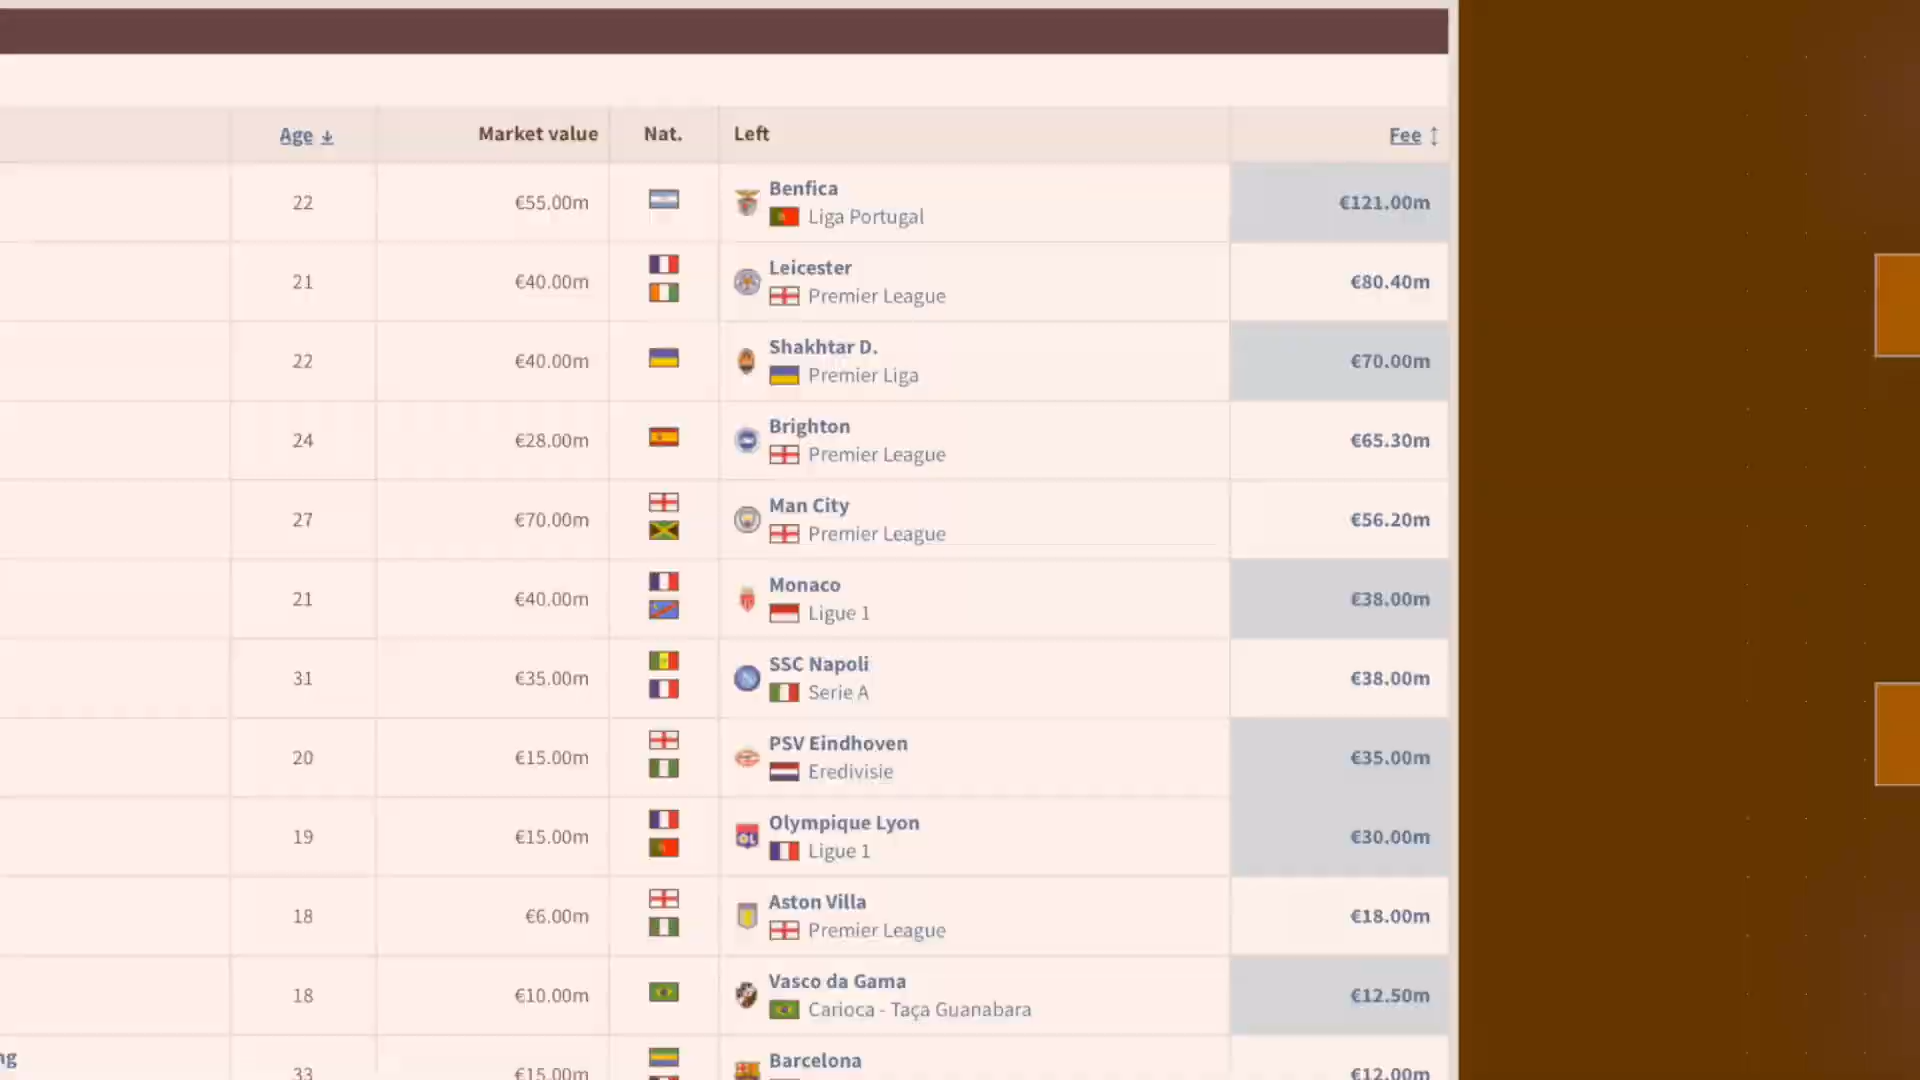 Age Market value Nat. Left Fee
22 €55.00m Benfica €121.00m
Liga Portugal
21 €40.00m Leicester €80.40m
Premier League
22 €40.00m Shakhtar D. €70.00m
Premier Liga
24 €28.00m Brighton €65.30m
Premier League
27 €70.00m Man City €56.20m
Premier League
21 €40.00m Monaco €38.00m
Ligue 1
31 €35.00m SSC Napoli €38.00m
Serie A
20 €15.00m PSV Eindhoven €35.00m
Eredivisie
19 €15.00m Olympique Lyon €30.00m
Ligue 1
18 €6.00m Aston Villa €18.00m
Premier League
18 €10.00m Vasco da Gama €12.50m
Carioca - Taça Guanabara
ng 33 €15.00m Barcelona €12.00m